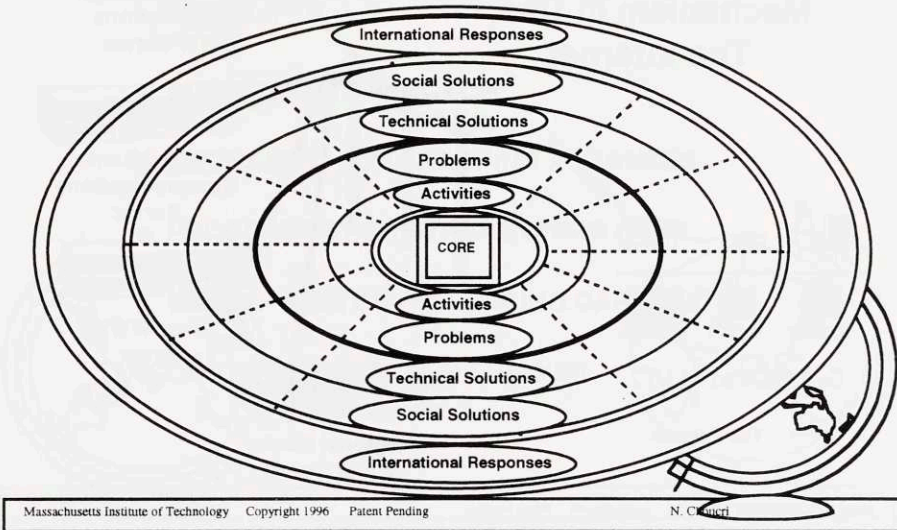 International Responses
Social Solutions
Technical Solutions
Problems
Activities
CORE
Activities
Problems
Technical Solutions
Social Solutions
International Responses
Massachusetts Institute of Technology Copyright 1996 Patent Pending N. Choucri